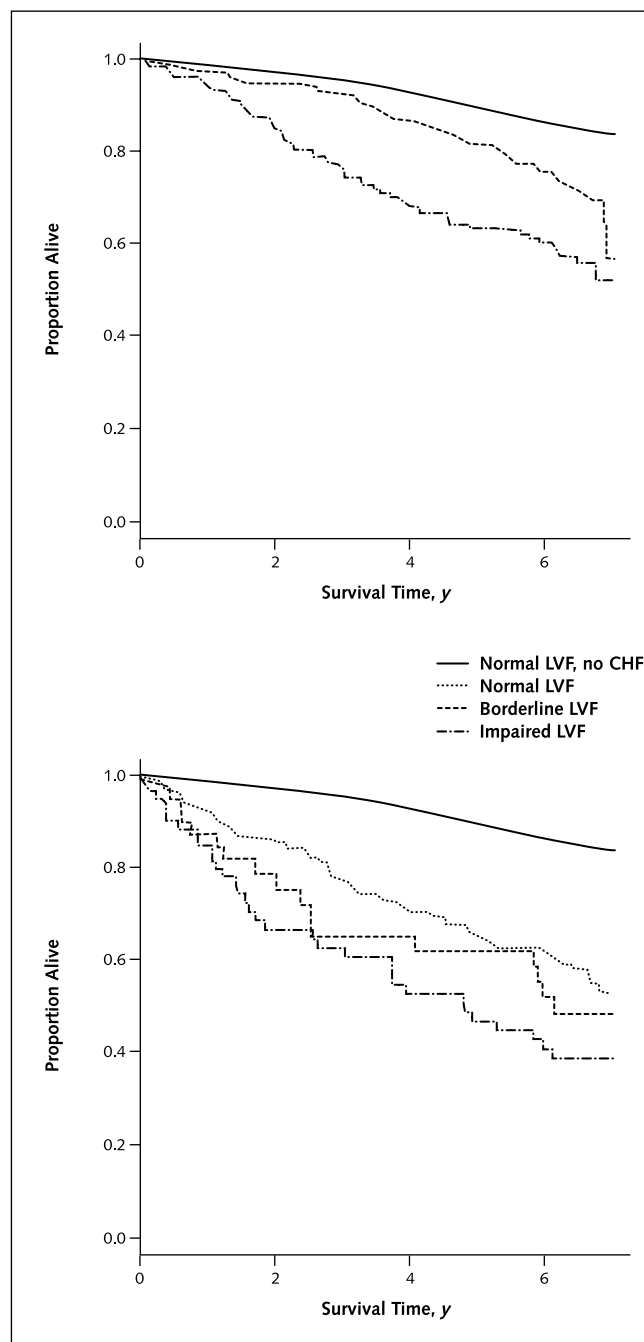 1.0
0.8
0.6
0.4
0.2
0.0
Proportion Alive
0 2 4 6
Survival Time, y
Normal LVF, no CHF
Normal LVF
Borderline LVF
Impaired LVF
1.0
0.8
0.6
0.4
0.2
0.0
Proportion Alive
0 2 4 6
Survival Time, y